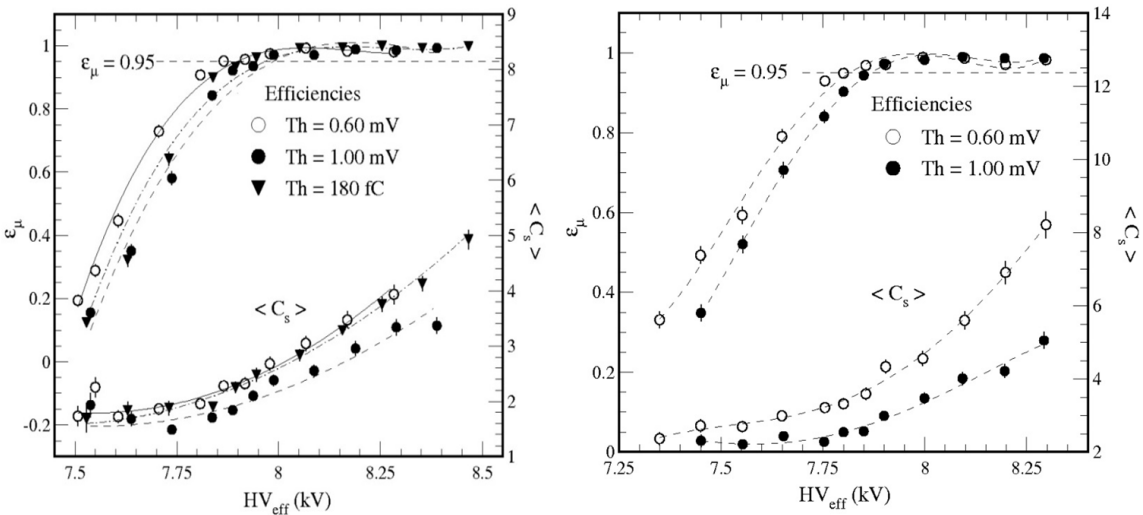 1
0.8
0.6
0.4
0.2
0
-0.2
ε_μ
ε_μ = 0.95
Efficiencies
Th = 0.60 mV
Th = 1.00 mV
Th = 180 fC
< C_s >
9
8
7
6
5
4
3
2
1
< C_s >
7.5
7.75
8
8.25
8.5
HV_eff (kV)
1
0.8
0.6
0.4
0.2
0
ε_μ
ε_μ = 0.95
Efficiencies
Th = 0.60 mV
Th = 1.00 mV
< C_s >
14
12
10
8
6
4
2
< C_s >
7.25
7.5
7.75
8
8.25
HV_eff (kV)